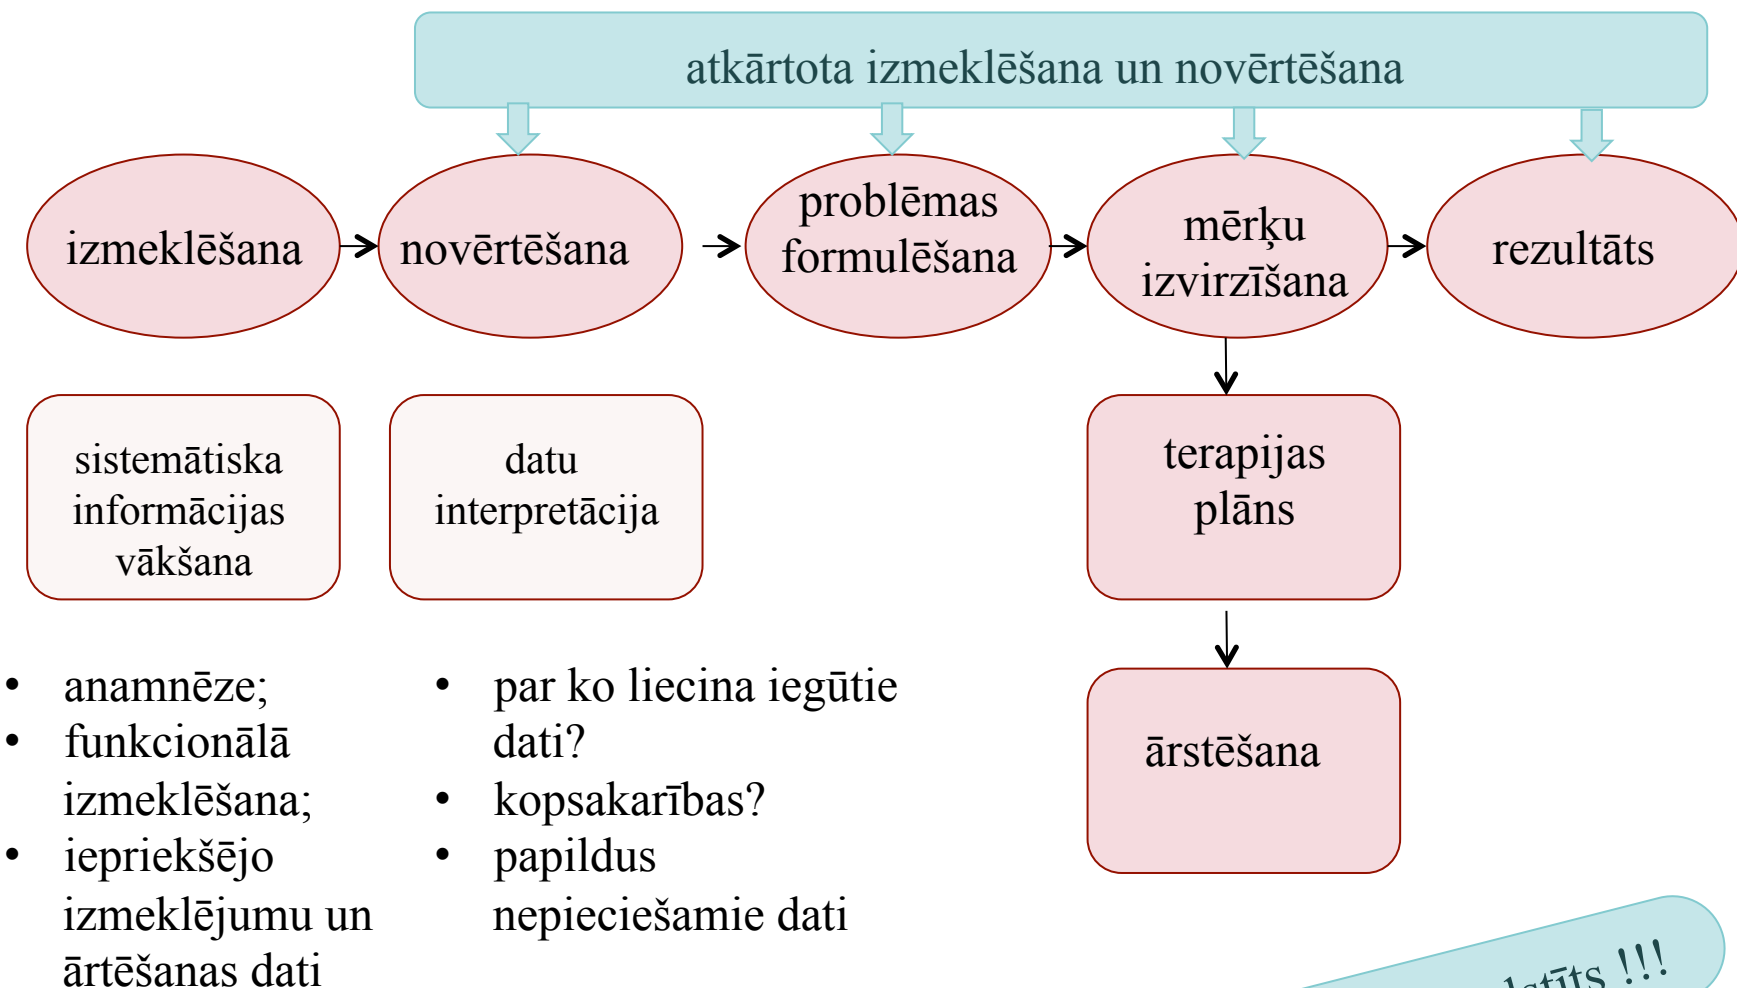 atkārtota izmeklēšana un novērtēšana
izmeklēšana
novērtēšana
problēmas
formulēšana
mērķu
izvirzīšana
rezultāts
sistemātiska
informācijas
vākšana
datu
interpretācija
terapijas
plāns
• anamnēze;
• funkcionālā
izmeklēšana;
• iepriekšējo
izmeklējumu un
ārtēšanas dati
• par ko liecina iegūtie
dati?
• kopsakarības?
• papildus
nepieciešamie dati
ārstēšana
!!!